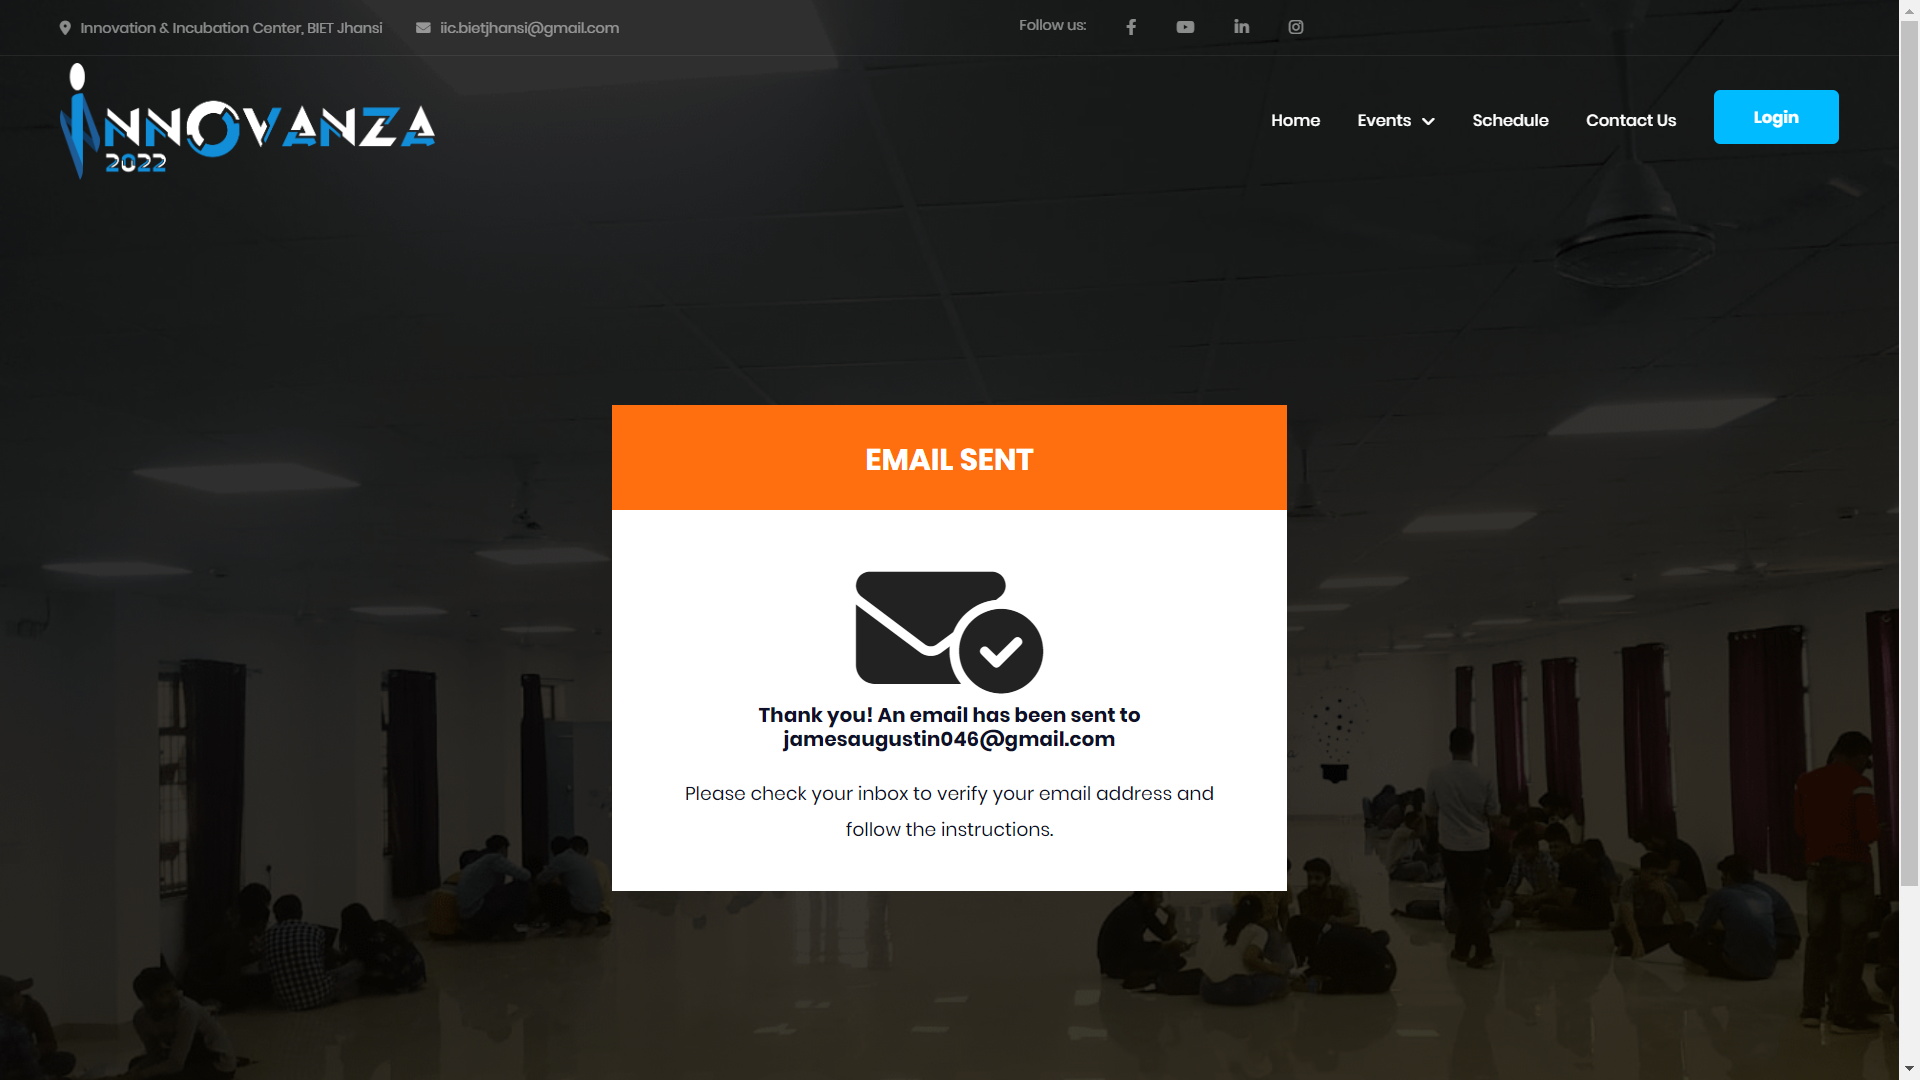 Innovation & Incubation Center, BIET Jhansi
iic.bietjhansi@gmail.com
Follow us:
INNOVANZA
2022
Home
Events
Schedule
Contact Us
Login
EMAIL SENT
Thank you! An email has been sent to
jamesaugustin046@gmail.com
Please check your inbox to verify your email address and
follow the instructions.